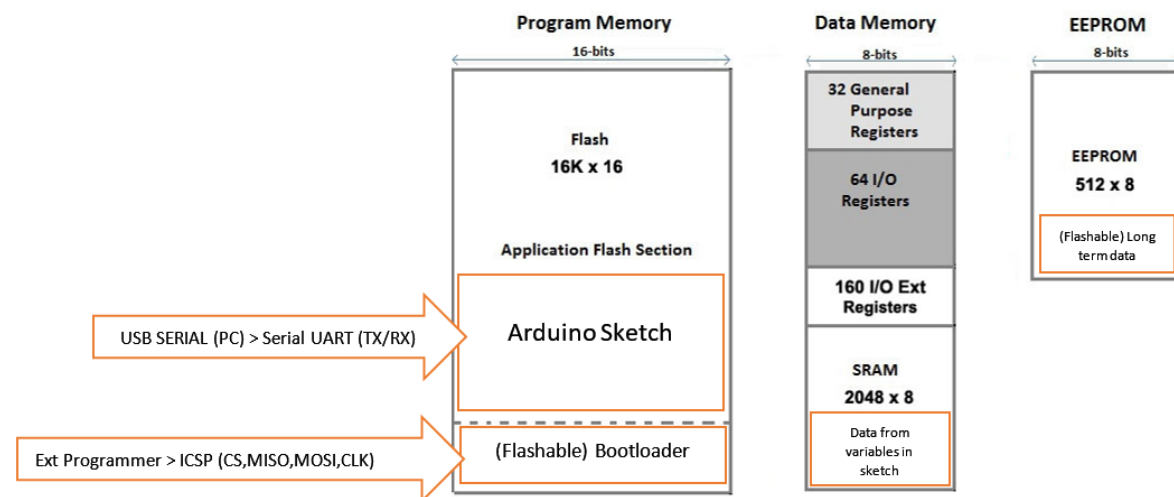 Program Memory
16-bits
Flash
16K x 16
Application Flash Section
Arduino Sketch
(Flashable) Bootloader
USB SERIAL (PC) > Serial UART (TX/RX)
Ext Programmer > ICSP (CS,MISO,MOSI,CLK)
Data Memory
8-bits
32 General
Purpose
Registers
64 I/O
Registers
160 I/O Ext
Registers
SRAM
2048 x 8
Data from
variables in
sketch
EEPROM
8-bits
EEPROM
512 x 8
(Flashable) Long
term data